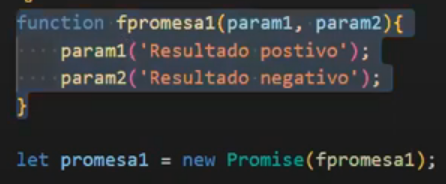 function fpromesa1(param1, param2){
    param1('Resultado postivo');
    param2('Resultado negativo');
}
let promesa1 = new Promise(fpromesa1);